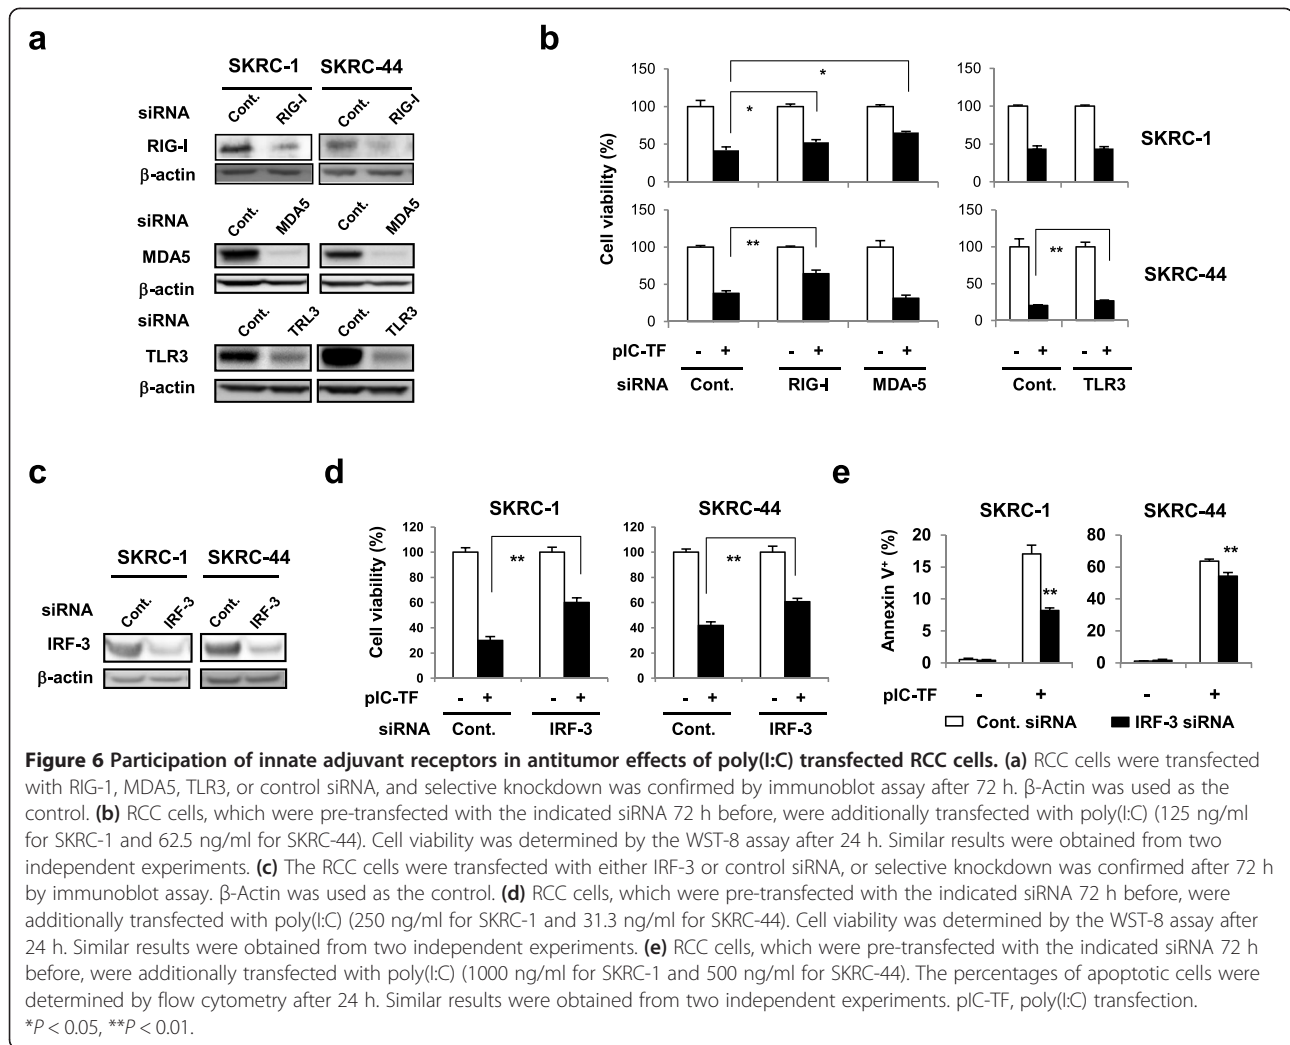 a
SKRC-1 SKRC-44
siRNA Cont. RIG-I Cont. RIG-I
RIG-I
β-actin
siRNA Cont. MDA5 Cont. MDA5
MDA5
β-actin
siRNA Cont. TRL3 Cont. TLR3
TLR3
β-actin
b
Cell viability (%)
100
50
0
*
*
100
50
0
SKRC-1
100
50
0
**
100
50
0
**
SKRC-44
pIC-TF - + - + - + - + - +
siRNA Cont. RIG-I MDA-5 Cont. TLR3
c
SKRC-1 SKRC-44
siRNA Cont. IRF-3 Cont. IRF-3
IRF-3
β-actin
d
SKRC-1 SKRC-44
Cell viability (%)
120
100
80
60
40
20
0
**
120
100
80
60
40
20
0
**
pIC-TF - + - + - + - +
siRNA Cont. IRF-3 Cont. IRF-3
e
SKRC-1 SKRC-44
Annexin V⁺ (%)
20
15
10
5
0
**
80
60
40
20
0
**
pIC-TF - + - +
Cont. siRNA IRF-3 siRNA
Figure 6 Participation of innate adjuvant receptors in antitumor effects of poly(I:C) transfected RCC cells. (a) RCC cells were transfected
with RIG-1, MDA5, TLR3, or control siRNA, and selective knockdown was confirmed by immunoblot assay after 72 h. β-Actin was used as the
control. (b) RCC cells, which were pre-transfected with the indicated siRNA 72 h before, were additionally transfected with poly(I:C) (125 ng/ml
for SKRC-1 and 62.5 ng/ml for SKRC-44). Cell viability was determined by the WST-8 assay after 24 h. Similar results were obtained from two
independent experiments. (c) The RCC cells were transfected with either IRF-3 or control siRNA, or selective knockdown was confirmed after 72 h
by immunoblot assay. β-Actin was used as the control. (d) RCC cells, which were pre-transfected with the indicated siRNA 72 h before, were
additionally transfected with poly(I:C) (250 ng/ml for SKRC-1 and 31.3 ng/ml for SKRC-44). Cell viability was determined by the WST-8 assay after
24 h. Similar results were obtained from two independent experiments. (e) RCC cells, which were pre-transfected with the indicated siRNA 72 h
before, were additionally transfected with poly(I:C) (1000 ng/ml for SKRC-1 and 500 ng/ml for SKRC-44). The percentages of apoptotic cells were
determined by flow cytometry after 24 h. Similar results were obtained from two independent experiments. pIC-TF, poly(I:C) transfection.
*P < 0.05, **P < 0.01.